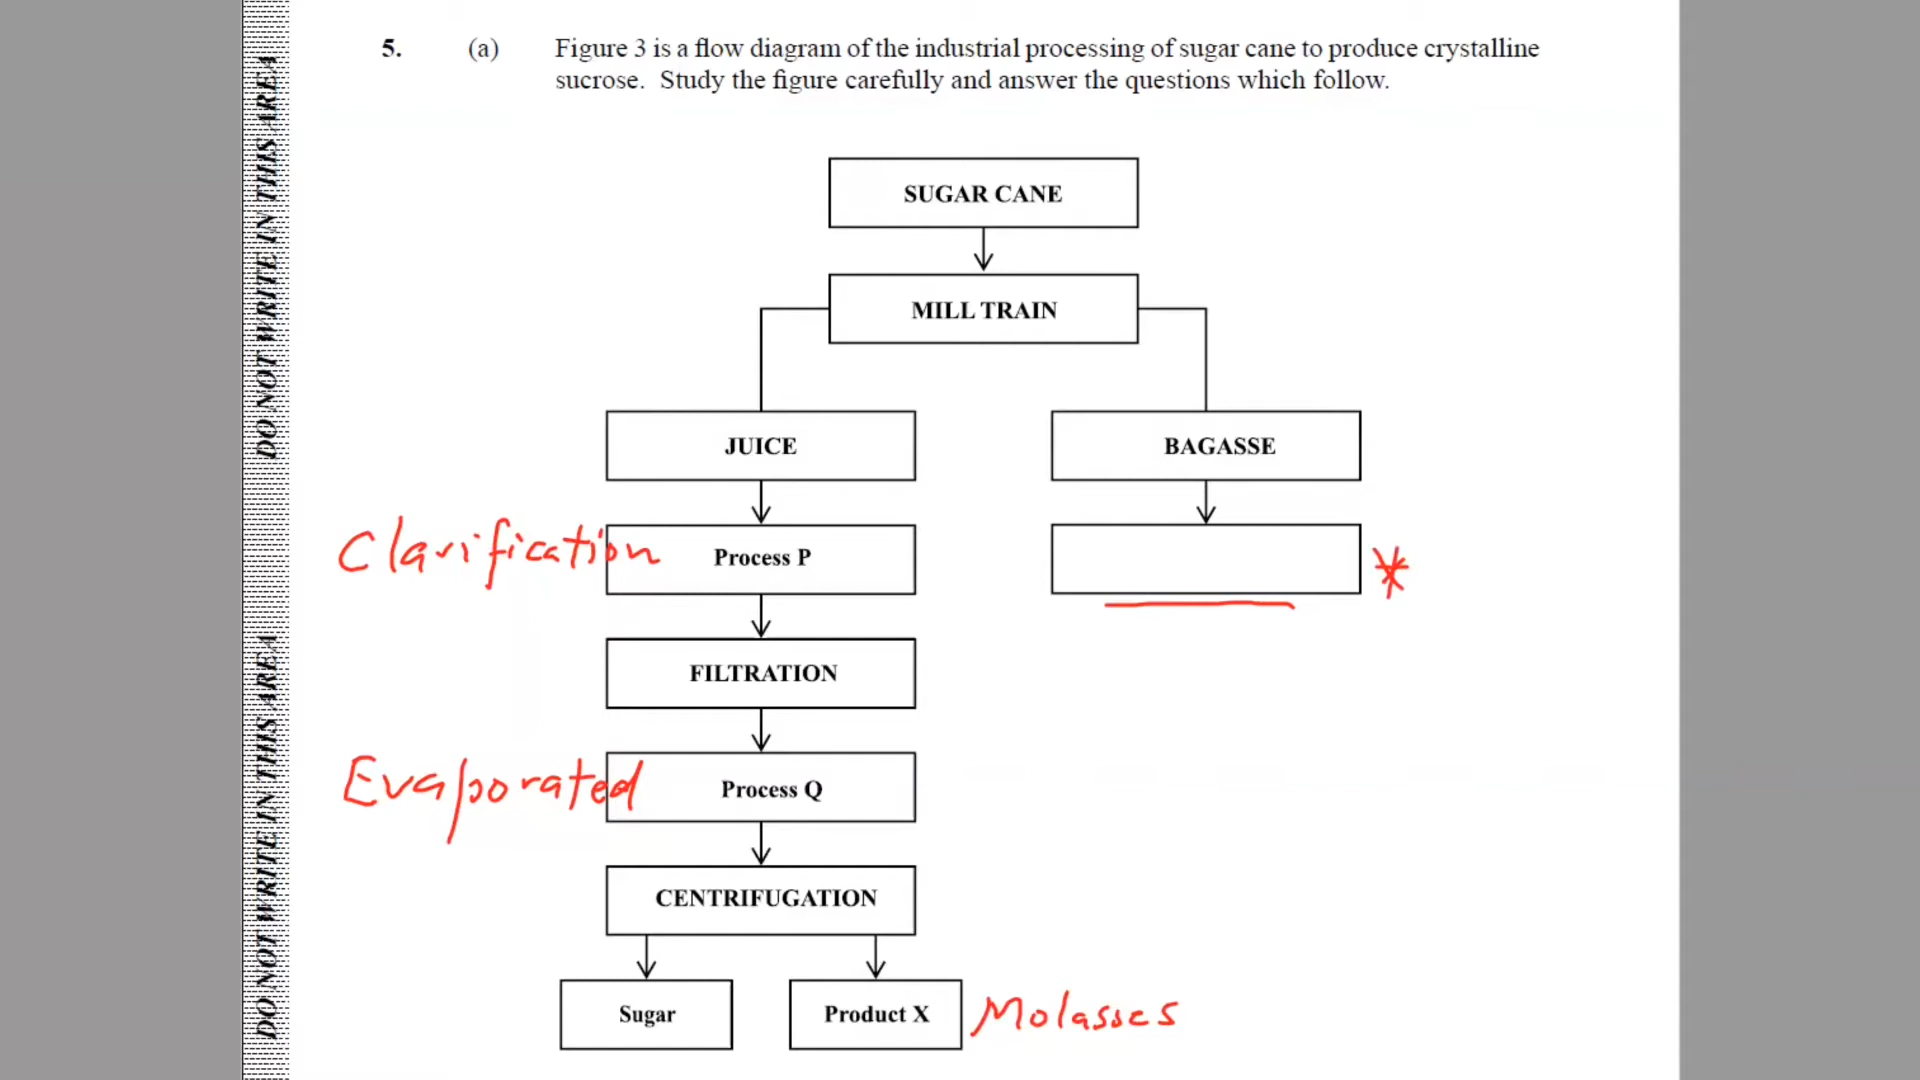 5. (a) Figure 3 is a flow diagram of the industrial processing of sugar cane to produce crystalline
sucrose. Study the figure carefully and answer the questions which follow.
SUGAR CANE
MILL TRAIN
JUICE
BAGASSE
Clarification
Process P
FILTRATION
Evaporated
Process Q
CENTRIFUGATION
Sugar
Product X
Molasses
DO NOT WRITE IN THIS AREA
DO NOT WRITE IN THIS AREA